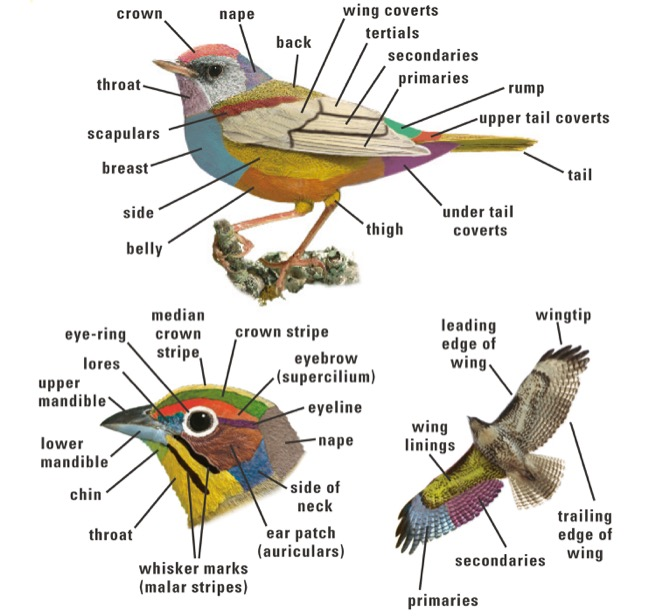 crown
nape
wing coverts
tertials
back
secondaries
primaries
throat
rump
scapulars
upper tail coverts
breast
tail
side
thigh
under tail
coverts
belly
median
crown
stripe
eye-ring
crown stripe
lores
eyebrow
(supercilium)
upper
mandible
eyeline
lower
mandible
nape
chin
side of
neck
throat
ear patch
(auriculars)
whisker marks
(malar stripes)
wingtip
leading
edge of
wing
wing
linings
trailing
edge of
wing
secondaries
primaries